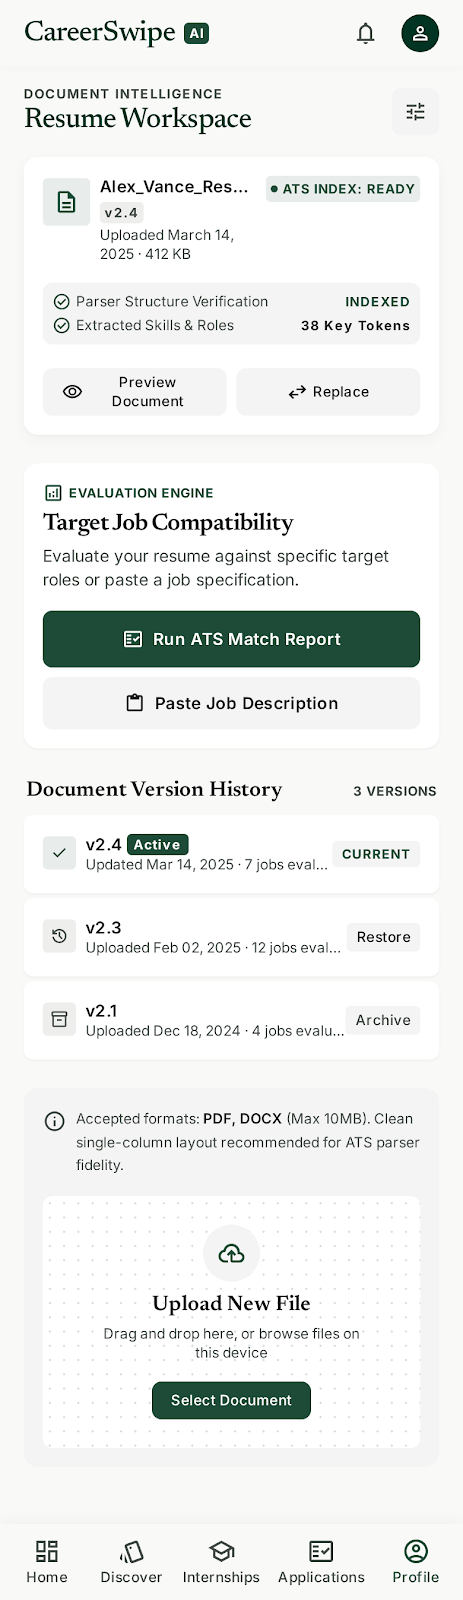 CareerSwipe AI
DOCUMENT INTELLIGENCE
Resume Workspace
Alex_Vance_Res...
ATS INDEX: READY
v2.4
Uploaded March 14,
2025 · 412 KB
Parser Structure Verification INDEXED
Extracted Skills & Roles 38 Key Tokens
Preview
Document
Replace
EVALUATION ENGINE
Target Job Compatibility
Evaluate your resume against specific target
roles or paste a job specification.
Run ATS Match Report
Paste Job Description
Document Version History 3 VERSIONS
v2.4 Active
Updated Mar 14, 2025 · 7 jobs eval...
CURRENT
v2.3
Uploaded Feb 02, 2025 · 12 jobs eval...
Restore
v2.1
Uploaded Dec 18, 2024 · 4 jobs evalu...
Archive
Accepted formats: PDF, DOCX (Max 10MB). Clean
single-column layout recommended for ATS parser
fidelity.
Upload New File
Drag and drop here, or browse files on
this device
Select Document
Home Discover Internships Applications Profile